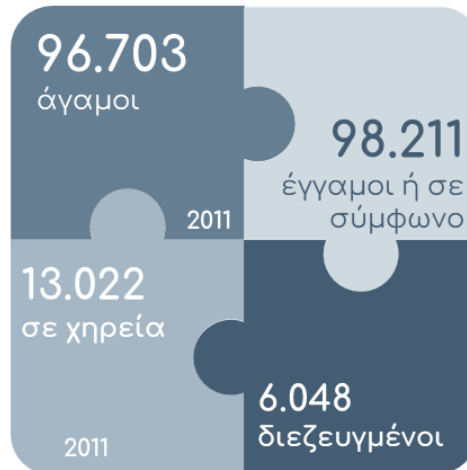 96.703
άγαμοι
2011
98.211
έγγαμοι ή σε
σύμφωνο
13.022
σε χηρεία
2011
6.048
διεζευγμένοι